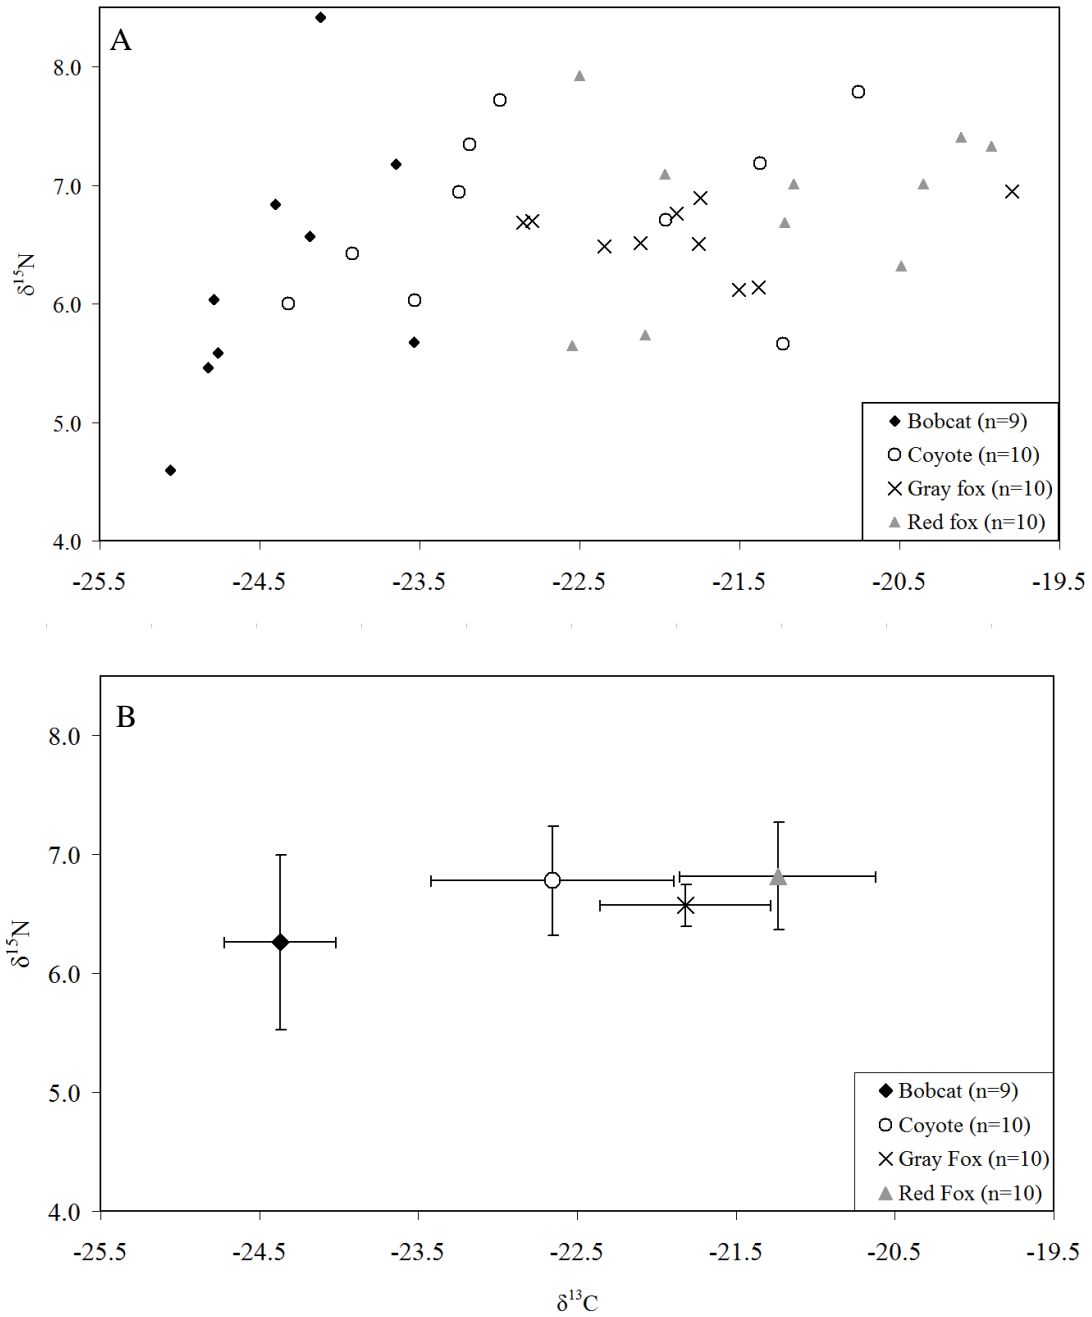 A
8.0
7.0
6.0
5.0
4.0
δ¹⁵N
Bobcat (n=9)
Coyote (n=10)
Gray fox (n=10)
Red fox (n=10)
-25.5 -24.5 -23.5 -22.5 -21.5 -20.5 -19.5
B
8.0
7.0
6.0
5.0
4.0
δ¹⁵N
Bobcat (n=9)
Coyote (n=10)
Gray Fox (n=10)
Red Fox (n=10)
-25.5 -24.5 -23.5 -22.5 -21.5 -20.5 -19.5
δ¹³C